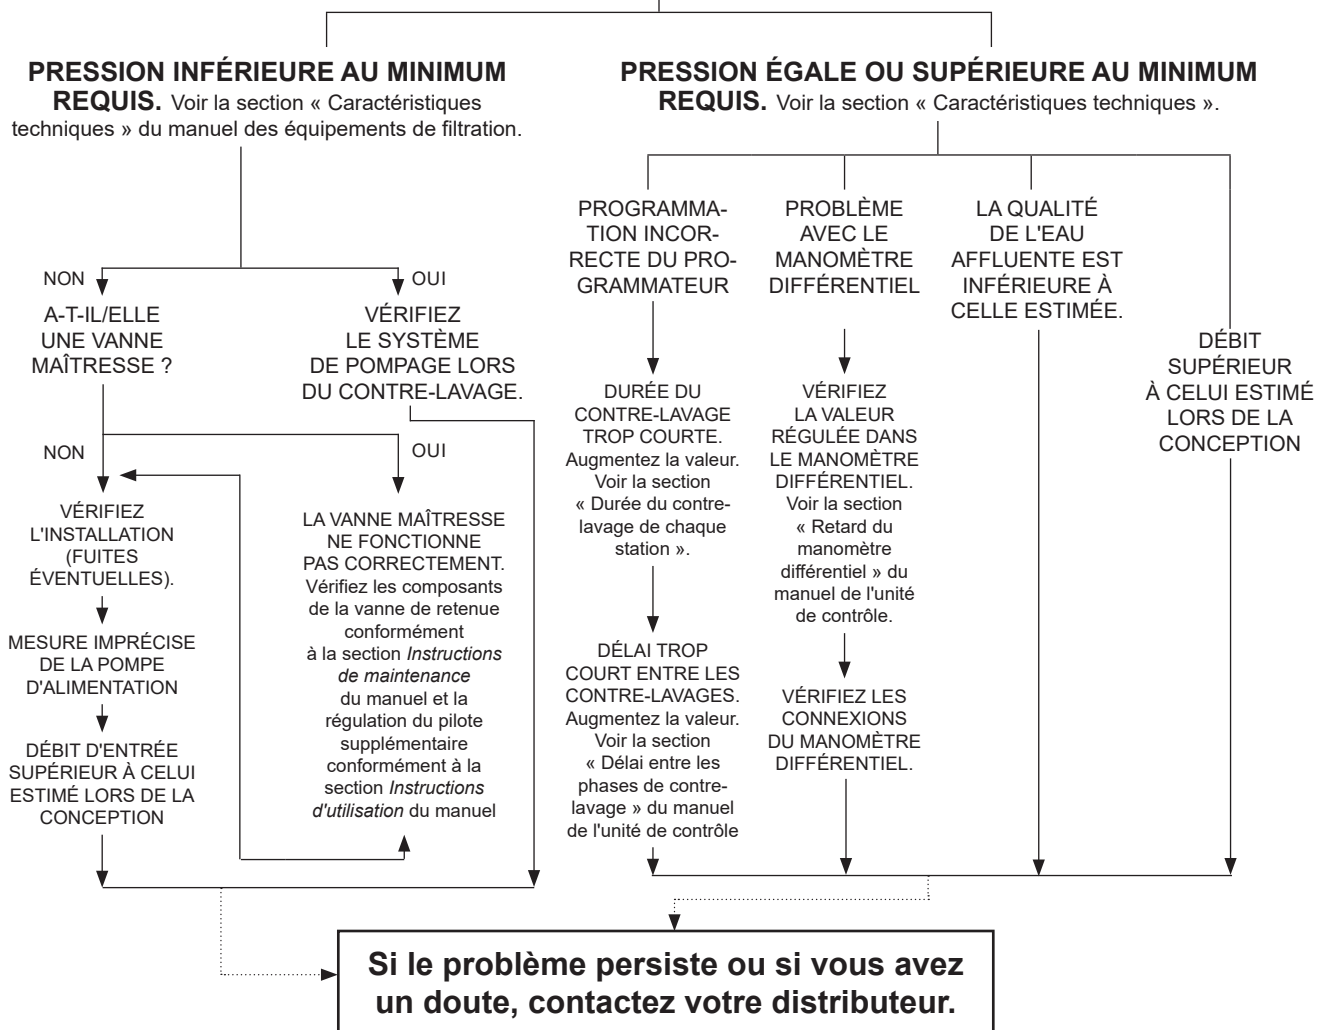 PRESSION INFÉRIEURE AU MINIMUM
REQUIS. Voir la section « Caractéristiques
techniques » du manuel des équipements de filtration.
NON
OUI
A-T-IL/ELLE
UNE VANNE
MAÎTRESSE ?
VÉRIFIEZ
LE SYSTÈME
DE POMPAGE LORS
DU CONTRE-LAVAGE.
NON
OUI
VÉRIFIEZ
L'INSTALLATION
(FUITES
ÉVENTUELLES).
MESURE IMPRÉCISE
DE LA POMPE
D'ALIMENTATION
DÉBIT D'ENTRÉE
SUPÉRIEUR À CELUI
ESTIMÉ LORS DE LA
CONCEPTION
LA VANNE MAÎTRESSE
NE FONCTIONNE
PAS CORRECTEMENT.
Vérifiez les composants
de la vanne de retenue
conformément
à la section Instructions
de maintenance
du manuel et la
régulation du pilote
supplémentaire
conformément à la
section Instructions
d'utilisation du manuel
PRESSION ÉGALE OU SUPÉRIEURE AU MINIMUM
REQUIS. Voir la section « Caractéristiques techniques ».
PROGRAMMA-
TION INCOR-
RECTE DU PRO-
GRAMMATEUR
DURÉE DU
CONTRE-LAVAGE
TROP COURTE.
Augmentez la valeur.
Voir la section
« Durée du contre-
lavage de chaque
station ».
DÉLAI TROP
COURT ENTRE LES
CONTRE-LAVAGES.
Augmentez la valeur.
Voir la section
« Délai entre les
phases de contre-
lavage » du manuel
de l'unité de contrôle
PROBLÈME
AVEC LE
MANOMÈTRE
DIFFÉRENTIEL
VÉRIFIEZ
LA VALEUR
RÉGULÉE DANS
LE MANOMÈTRE
DIFFÉRENTIEL.
Voir la section
« Retard du
manomètre
différentiel » du
manuel de l'unité
de contrôle.
VÉRIFIEZ LES
CONNEXIONS
DU MANOMÈTRE
DIFFÉRENTIEL.
LA QUALITÉ
DE L'EAU
AFFLUENTE EST
INFÉRIEURE À
CELLE ESTIMÉE.
DÉBIT
SUPÉRIEUR
À CELUI ESTIMÉ
LORS DE LA
CONCEPTION
Si le problème persiste ou si vous avez
un doute, contactez votre distributeur.